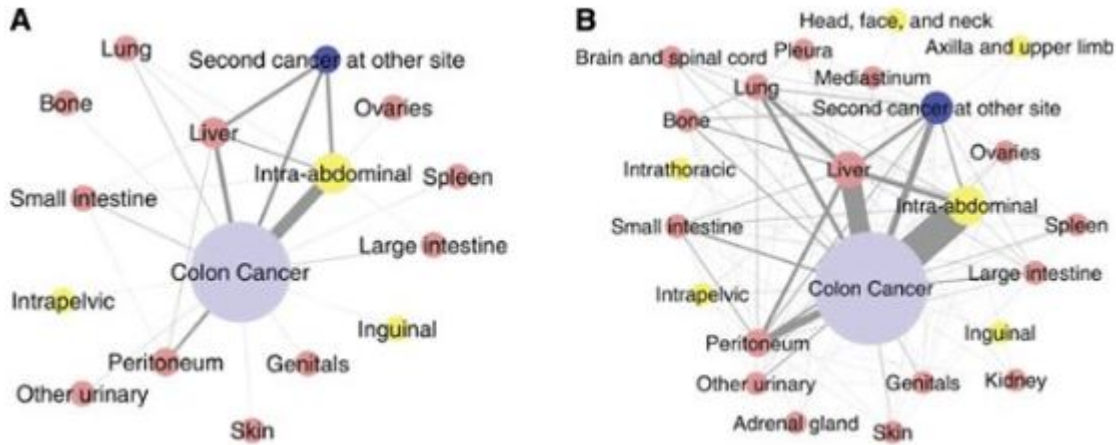 A
Lung
Second cancer at other site
Bone
Ovaries
Liver
Intra-abdominal
Spleen
Small intestine
Large intestine
Colon Cancer
Intrapelvic
Inguinal
Peritoneum
Genitals
Other urinary
Skin
B
Head, face, and neck
Axilla and upper limb
Pleura
Brain and spinal cord
Mediastinum
Lung
Second cancer at other site
Bone
Ovaries
Intrathoracic
Liver
Intra-abdominal
Small intestine
Spleen
Large intestine
Colon Cancer
Intrapelvic
Inguinal
Peritoneum
Other urinary
Genitals
Kidney
Adrenal gland
Skin